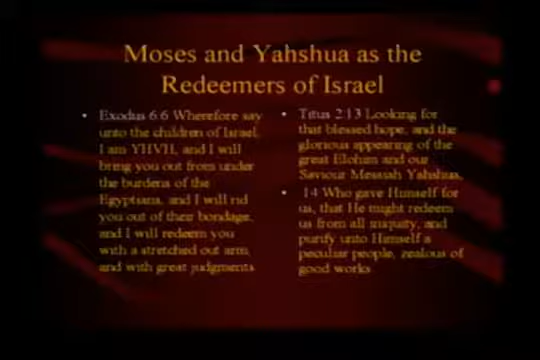 Moses and Yahshua as the
Redeemers of Israel
• Exodus 6:6 Wherefore say
unto the children of Israel,
I am YHVH, and I will
bring you out from under
the burdens of the
Egyptians, and I will rid
you out of their bondage,
and I will redeem you
with a stretched out arm,
and with great judgments
• Titus 2:13 Looking for
that blessed hope, and the
glorious appearing of the
great Elohim and our
Saviour Messiah Yahshua,
• 14 Who gave Himself for
us, that He might redeem
us from all iniquity, and
purify unto Himself a
peculiar people, zealous of
good works